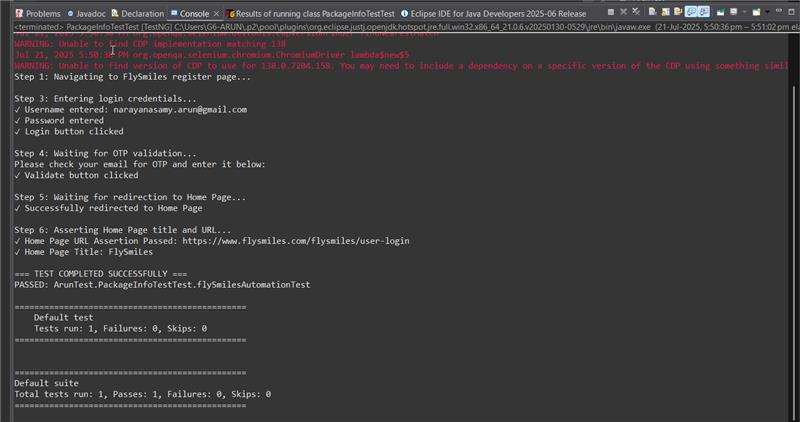 Problems Javadoc Declaration Console Results of running class PackageInfoTestTest Eclipse IDE for Java Developers 2025-06 Release
<terminated> PackageInfoTestTest [TestNG] C:\Users\G6-ARUN\.p2\pool\plugins\org.eclipse.justj.openjdk.hotspot.jre.full.win32.x86_64_21.0.6.v20250130-0529\jre\bin\javaw.exe (21-Jul-2025, 5:50:36 pm – 5:51:02 pm ela
WARNING: Unable to find CDP implementation matching 138
Jul 21, 2025 5:50:38 PM org.openqa.selenium.chromium.ChromiumDriver lambda$new$5
WARNING: Unable to find version of CDP to use for 138.0.7204.158. You may need to include a dependency on a specific version of the CDP using something simil
Step 1: Navigating to FlySmiles register page...
Step 3: Entering login credentials...
✓ Username entered: narayanasamy.arun@gmail.com
✓ Password entered
✓ Login button clicked
Step 4: Waiting for OTP validation...
Please check your email for OTP and enter it below:
✓ Validate button clicked
Step 5: Waiting for redirection to Home Page...
✓ Successfully redirected to Home Page
Step 6: Asserting Home Page title and URL...
✓ Home Page URL Assertion Passed: https://www.flysmiles.com/flysmiles/user-login
✓ Home Page Title: FlySmiLes
=== TEST COMPLETED SUCCESSFULLY ===
PASSED: ArunTest.PackageInfoTestTest.flySmilesAutomationTest
===============================================
Default test
Tests run: 1, Failures: 0, Skips: 0
===============================================
===============================================
Default suite
Total tests run: 1, Passes: 1, Failures: 0, Skips: 0
===============================================